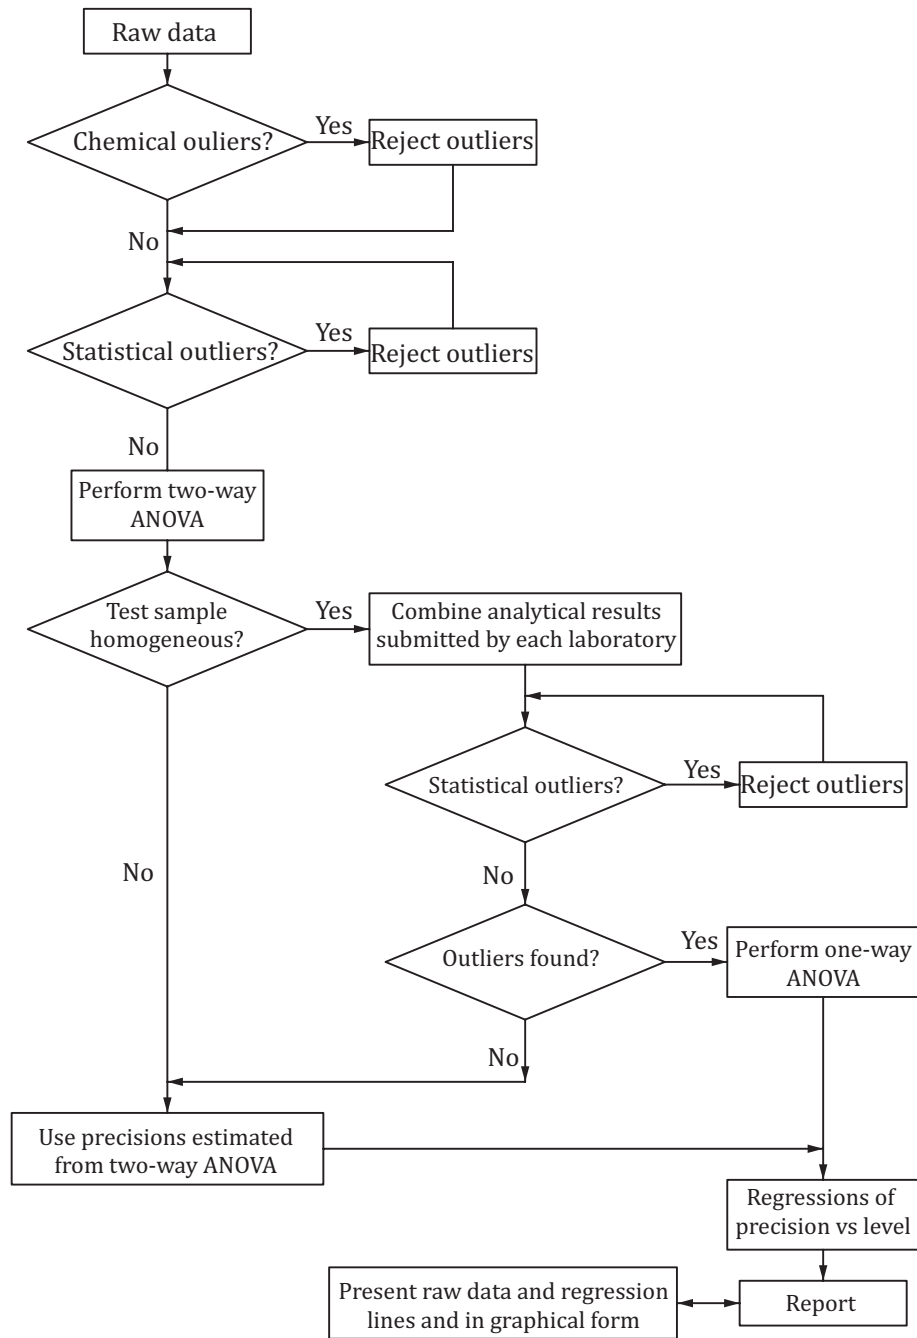 Raw data
Chemical ouliers?
Yes
Reject outliers
No
Statistical outliers?
Yes
Reject outliers
No
Perform two-way
ANOVA
Test sample
homogeneous?
Yes
Combine analytical results
submitted by each laboratory
Statistical outliers?
Yes
Reject outliers
No
No
Outliers found?
Yes
Perform one-way
ANOVA
No
Use precisions estimated
from two-way ANOVA
Regressions of
precision vs level
Present raw data and regression
lines and in graphical form
Report